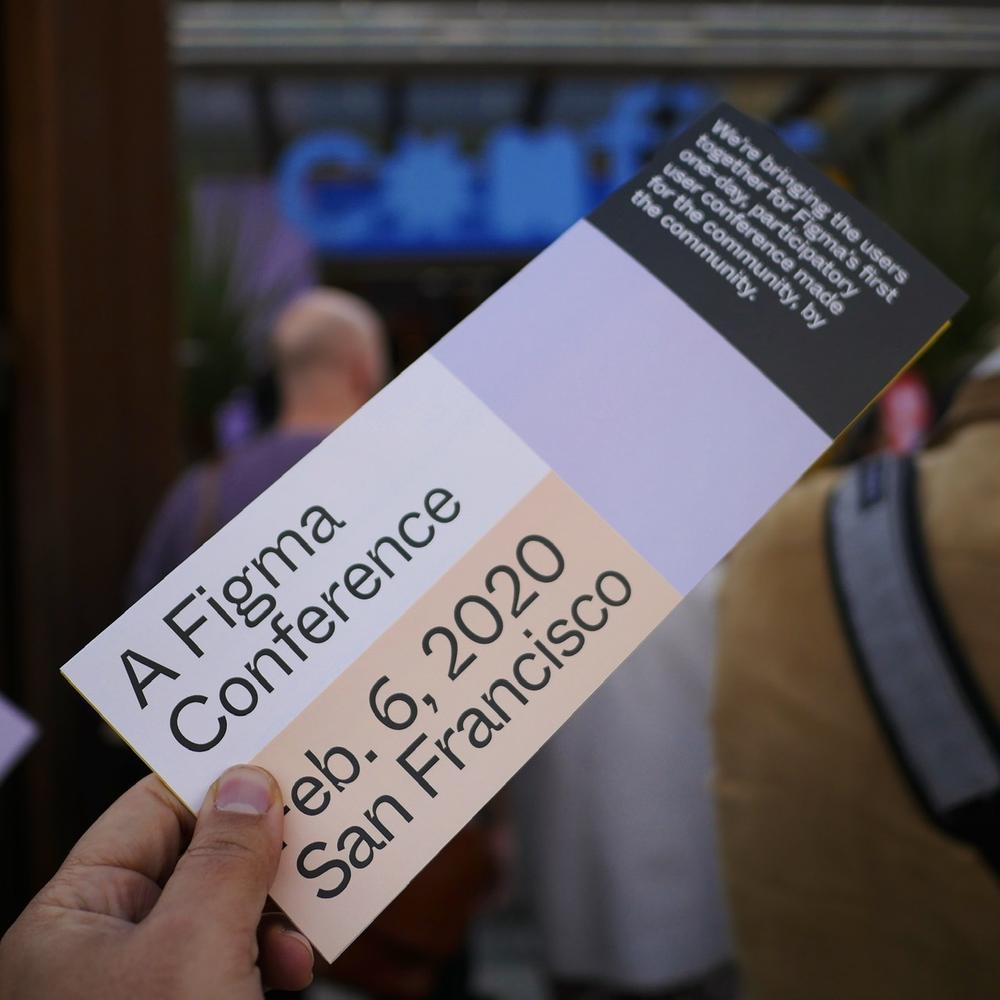 A Figma
Conference
Feb. 6, 2020
San Francisco
We're bringing the users
together for Figma's first
one-day, participatory
user conference made
for the community, by
the community.